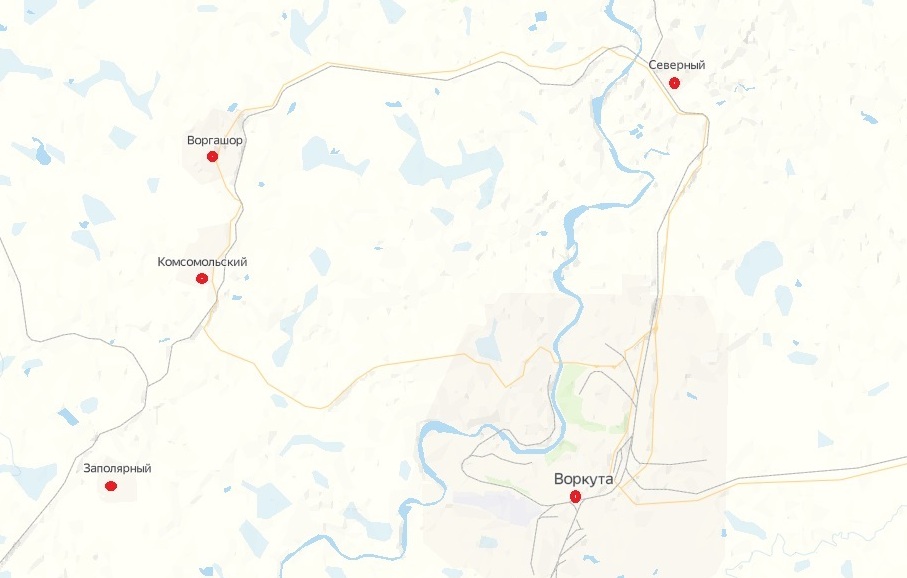 Северный
Воргашор
Комсомольский
Заполярный
Воркута